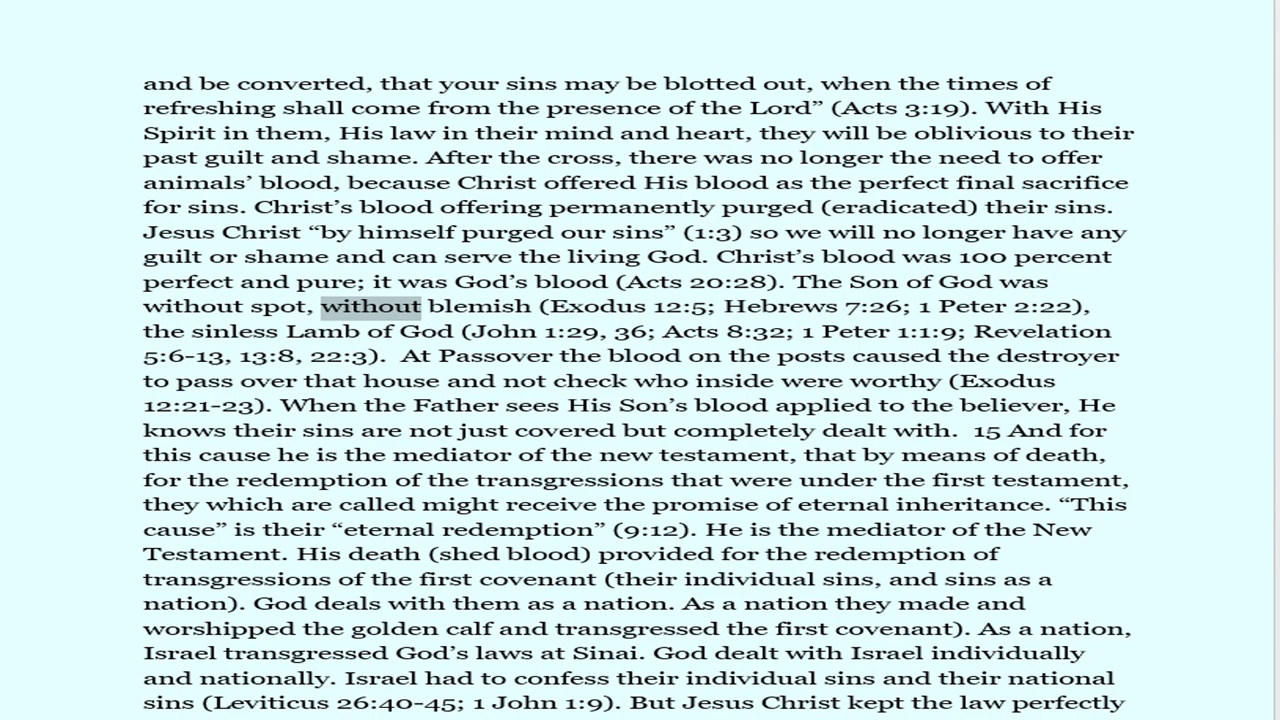 and be converted, that your sins may be blotted out, when the times of
refreshing shall come from the presence of the Lord” (Acts 3:19). With His
Spirit in them, His law in their mind and heart, they will be oblivious to their
past guilt and shame. After the cross, there was no longer the need to offer
animals’ blood, because Christ offered His blood as the perfect final sacrifice
for sins. Christ’s blood offering permanently purged (eradicated) their sins.
Jesus Christ “by himself purged our sins” (1:3) so we will no longer have any
guilt or shame and can serve the living God. Christ’s blood was 100 percent
perfect and pure; it was God’s blood (Acts 20:28). The Son of God was
without spot, without blemish (Exodus 12:5; Hebrews 7:26; 1 Peter 2:22),
the sinless Lamb of God (John 1:29, 36; Acts 8:32; 1 Peter 1:1:9; Revelation
5:6-13, 13:8, 22:3).  At Passover the blood on the posts caused the destroyer
to pass over that house and not check who inside were worthy (Exodus
12:21-23). When the Father sees His Son’s blood applied to the believer, He
knows their sins are not just covered but completely dealt with.  15 And for
this cause he is the mediator of the new testament, that by means of death,
for the redemption of the transgressions that were under the first testament,
they which are called might receive the promise of eternal inheritance. “This
cause” is their “eternal redemption” (9:12). He is the mediator of the New
Testament. His death (shed blood) provided for the redemption of
transgressions of the first covenant (their individual sins, and sins as a
nation). God deals with them as a nation. As a nation they made and
worshipped the golden calf and transgressed the first covenant). As a nation,
Israel transgressed God’s laws at Sinai. God dealt with Israel individually
and nationally. Israel had to confess their individual sins and their national
sins (Leviticus 26:40-45; 1 John 1:9). But Jesus Christ kept the law perfectly